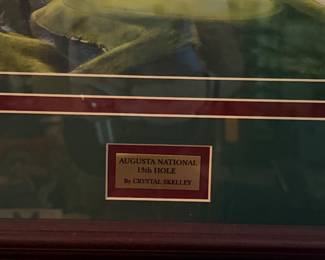 AUGUSTA NATIONAL
15th HOLE
By CRYSTAL SKELLEY